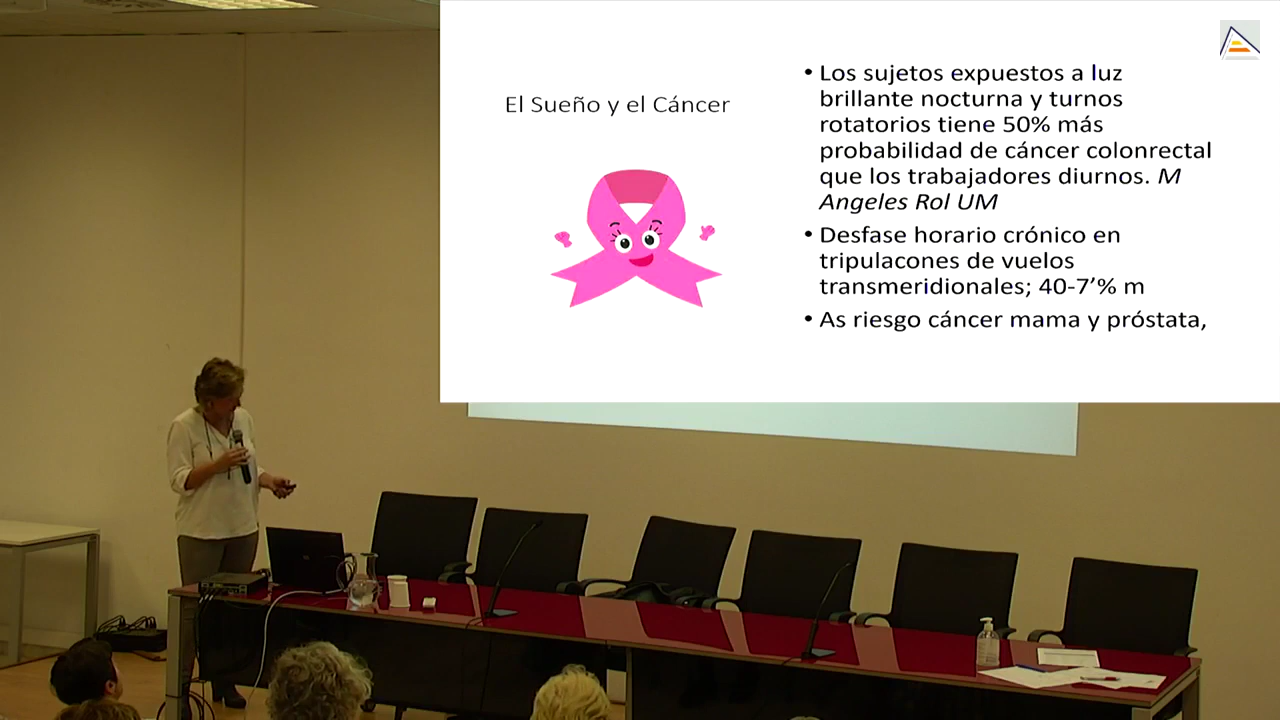 El Sueño y el Cáncer
• Los sujetos expuestos a luz
brillante nocturna y turnos
rotatorios tiene 50% más
probabilidad de cáncer colonrectal
que los trabajadores diurnos. M
Angeles Rol UM
• Desfase horario crónico en
tripulacones de vuelos
transmeridionales; 40-7’% m
• As riesgo cáncer mama y próstata,